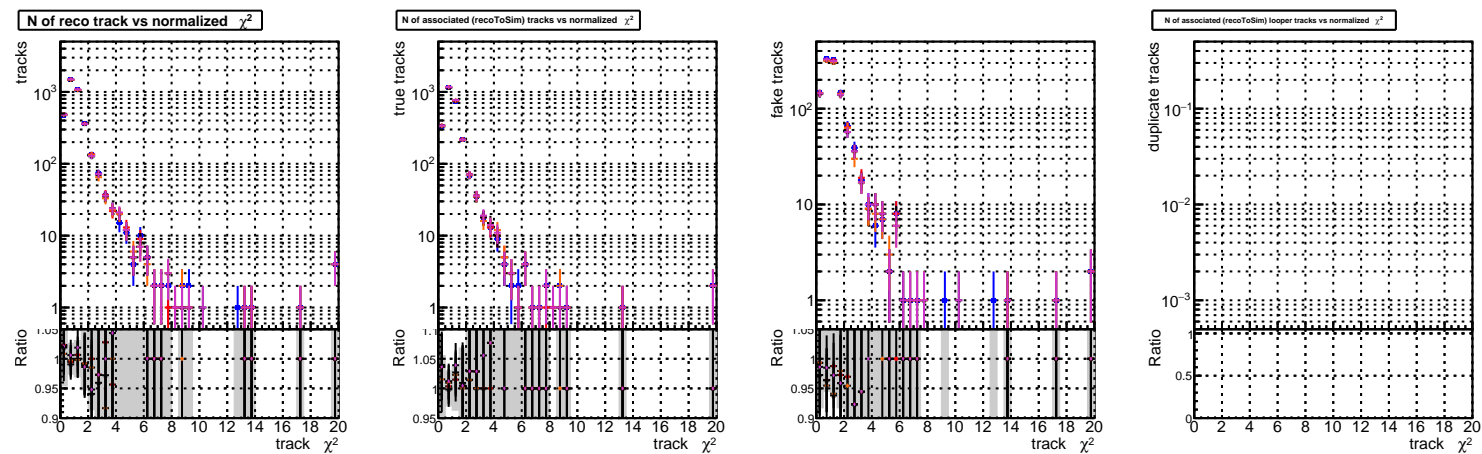 N of reco track vs normalized χ²
tracks
10³
10²
10
1
Ratio
1.05
1
0.95
0.9
0 2 4 6 8 10 12 14 16 18 20
track χ²
N of associated (recoToSim) tracks vs normalized χ²
true tracks
10³
10²
10
1
Ratio
1.1
1.05
1
0.95
0 2 4 6 8 10 12 14 16 18 20
track χ²
fake tracks
10²
10
1
Ratio
1.05
1
0.95
0.9
0 2 4 6 8 10 12 14 16 18 20
track χ²
N of associated (recoToSim) looper tracks vs normalized χ²
duplicate tracks
10⁻¹
10⁻²
10⁻³
Ratio
1
0.5
0
0 2 4 6 8 10 12 14 16 18 20
track χ²